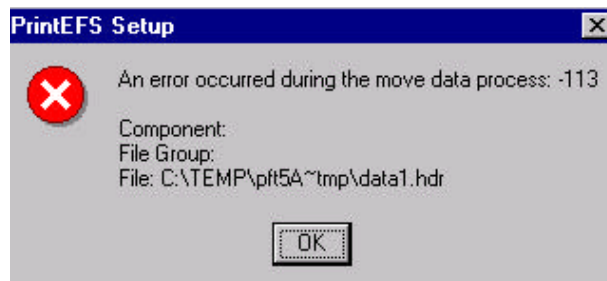 PrintEFS Setup
An error occurred during the move data process: -113
Component:
File Group:
File: C:\TEMP\pft5A~tmp\data1.hdr
OK